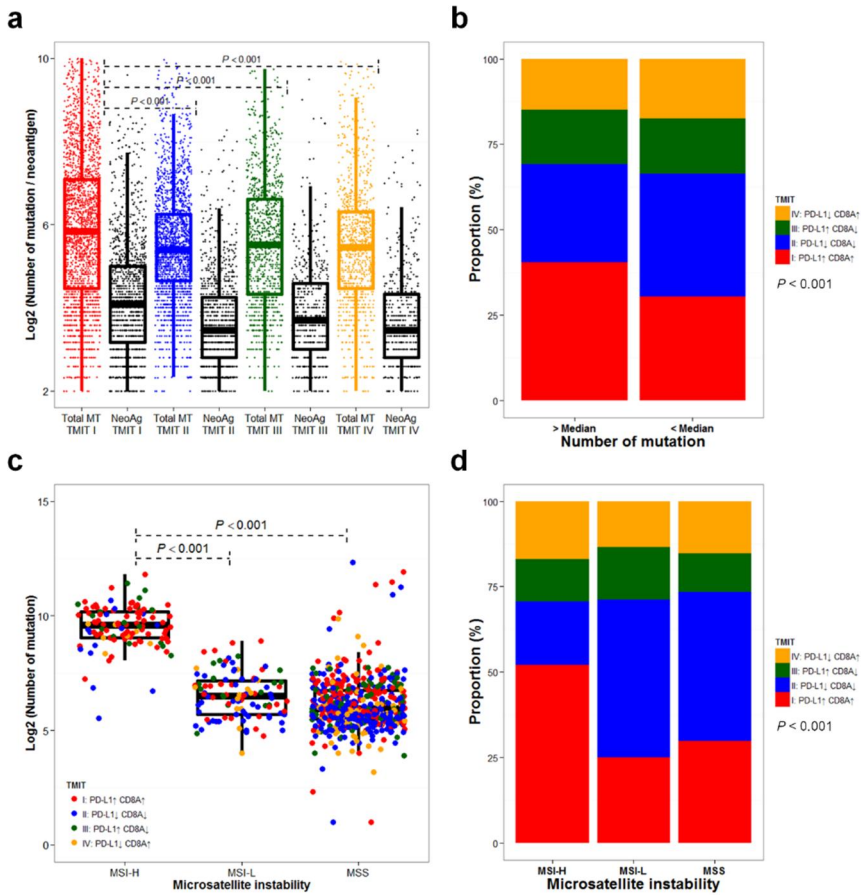 a
Log2 (Number of mutation / neoantigen)
10
6
2
P < 0.001
P < 0.001
P < 0.001
Total MT NeoAg Total MT NeoAg Total MT NeoAg Total MT NeoAg
TMIT I TMIT I TMIT II TMIT II TMIT III TMIT III TMIT IV TMIT IV
b
Proportion (%)
100
75
50
25
0
> Median < Median
Number of mutation
TMIT
IV: PD-L1↓ CD8A↑
III: PD-L1↑ CD8A↓
II: PD-L1↓ CD8A↓
I: PD-L1↑ CD8A↑
P < 0.001
c
Log2 (Number of mutation)
15
10
5
0
P < 0.001
P < 0.001
TMIT
I: PD-L1↑ CD8A↑
II: PD-L1↓ CD8A↓
III: PD-L1↑ CD8A↓
IV: PD-L1↓ CD8A↑
MSI-H MSI-L MSS
Microsatellite instability
d
Proportion (%)
100
75
50
25
0
MSI-H MSI-L MSS
Microsatellite instability
TMIT
IV: PD-L1↓ CD8A↑
III: PD-L1↑ CD8A↓
II: PD-L1↓ CD8A↓
I: PD-L1↑ CD8A↑
P < 0.001